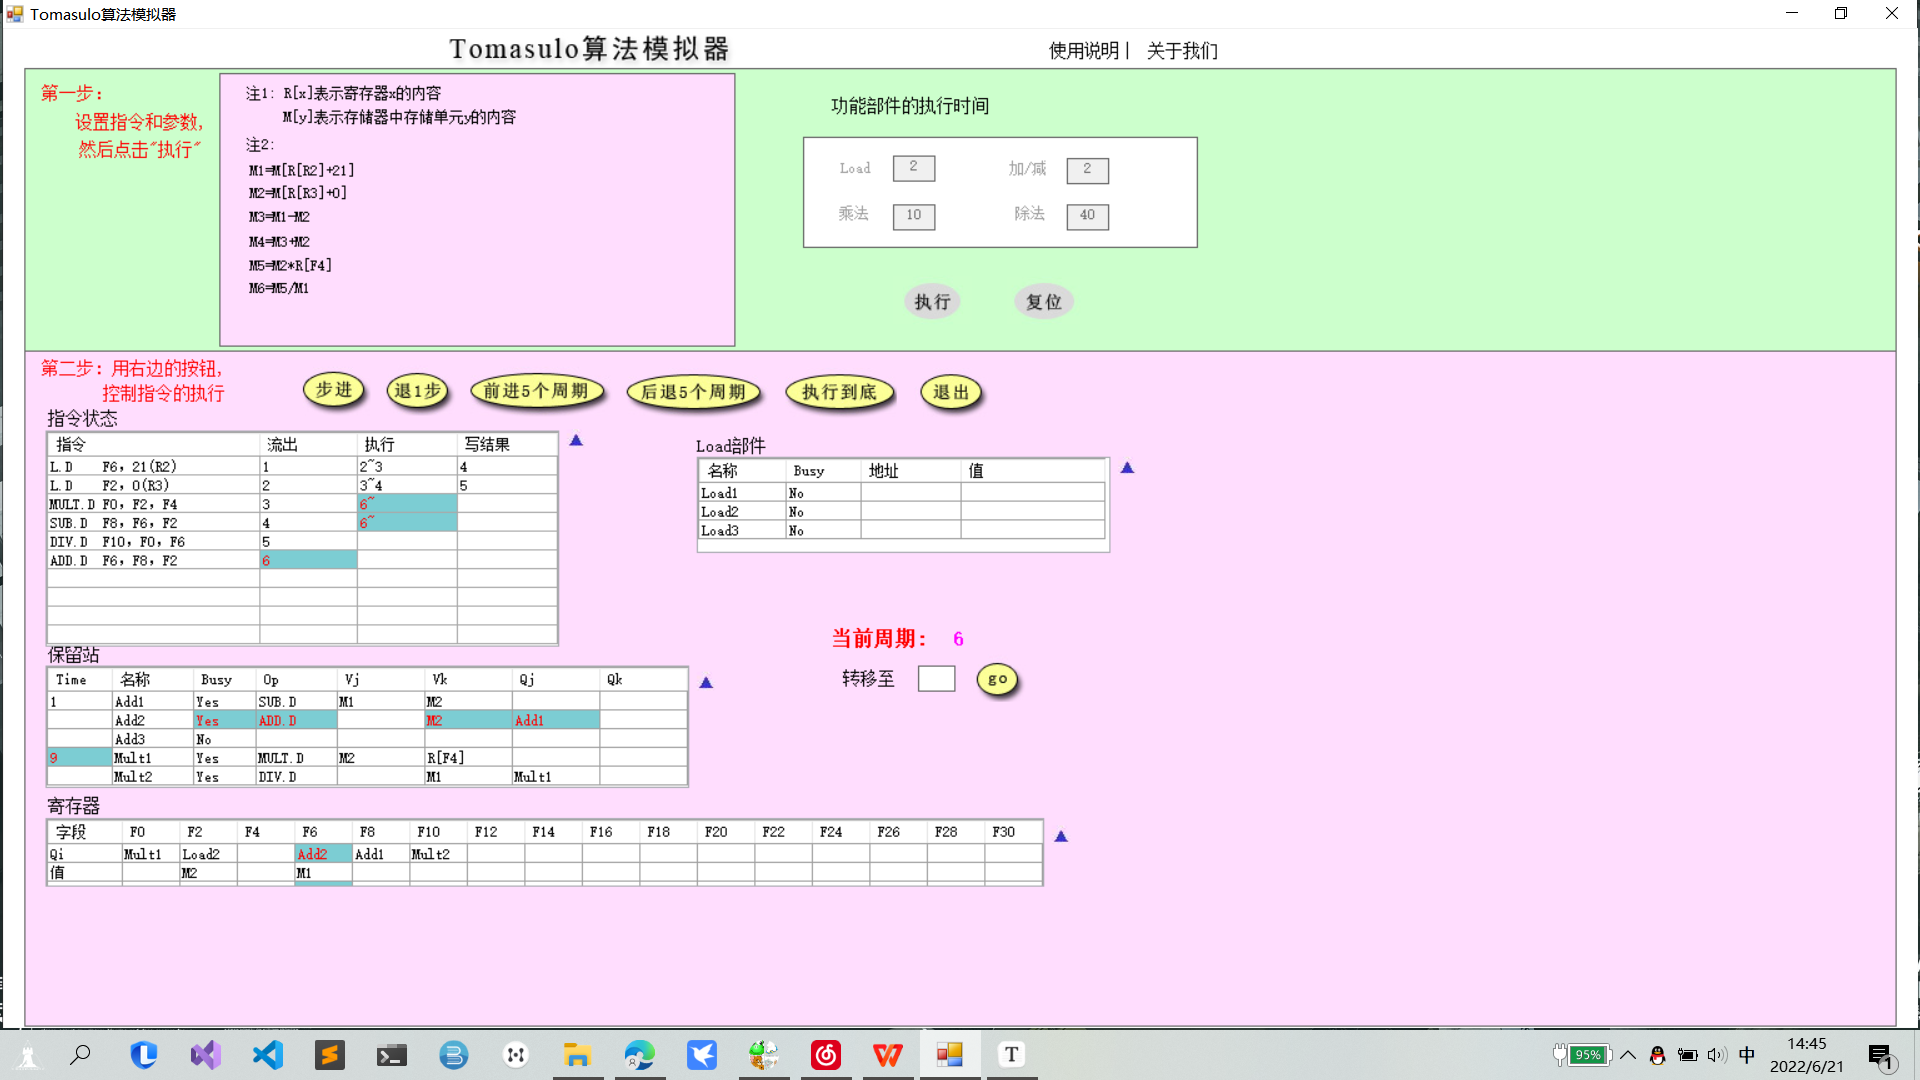 Tomasulo算法模拟器
Tomasulo算法模拟器
使用说明 | 关于我们
第一步：
设置指令和参数，
然后点击"执行"
注1: R[x]表示寄存器x的内容
M[y]表示存储器中存储单元y的内容
注2:
M1=M[R[R2]+21]
M2=M[R[R3]+0]
M3=M1-M2
M4=M3+M2
M5=M2*R[F4]
M6=M5/M1
功能部件的执行时间
Load 2 加/减 2
乘法 10 除法 40
执行 复位
第二步：用右边的按钮，
控制指令的执行
步进 退1步 前进5个周期 后退5个周期 执行到底 退出
指令状态
指令 流出 执行 写结果
L.D F6, 21(R2) 1 2~3 4
L.D F2, 0(R3) 2 3~4 5
MULT.D F0, F2, F4 3 6~
SUB.D F8, F6, F2 4 6~
DIV.D F10, F0, F6 5
ADD.D F6, F8, F2 6
Load部件
名称 Busy 地址 值
Load1 No
Load2 No
Load3 No
当前周期: 6
转移至 go
保留站
Time 名称 Busy Op Vj Vk Qj Qk
1 Add1 Yes SUB.D M1 M2
Add2 Yes ADD.D M2 Add1
Add3 No
9 Mult1 Yes MULT.D M2 R[F4]
Mult2 Yes DIV.D M1 Mult1
寄存器
字段 F0 F2 F4 F6 F8 F10 F12 F14 F16 F18 F20 F22 F24 F26 F28 F30
Qi Mult1 Load2 Add2 Add1 Mult2
值 M2 M1
95% 中 14:45
2022/6/21
1